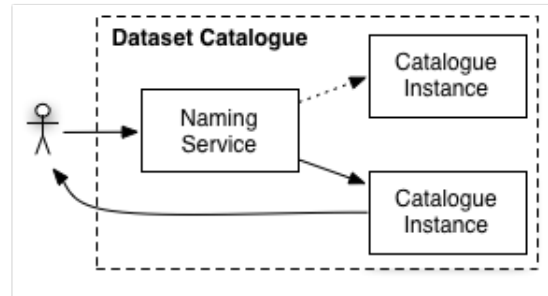 Dataset Catalogue
Catalogue
Instance
Naming
Service
Catalogue
Instance